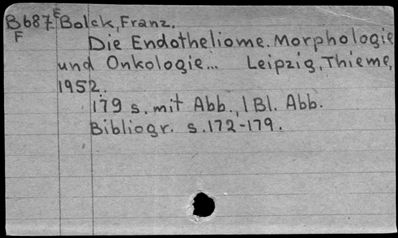 B687E Bolck, Franz.
F Die Endotheliome. Morphologie
und Onkologie... Leipzig, Thieme,
1952.
179 s. mit Abb., 1 Bl. Abb.
Bibliogr. s. 172-179.